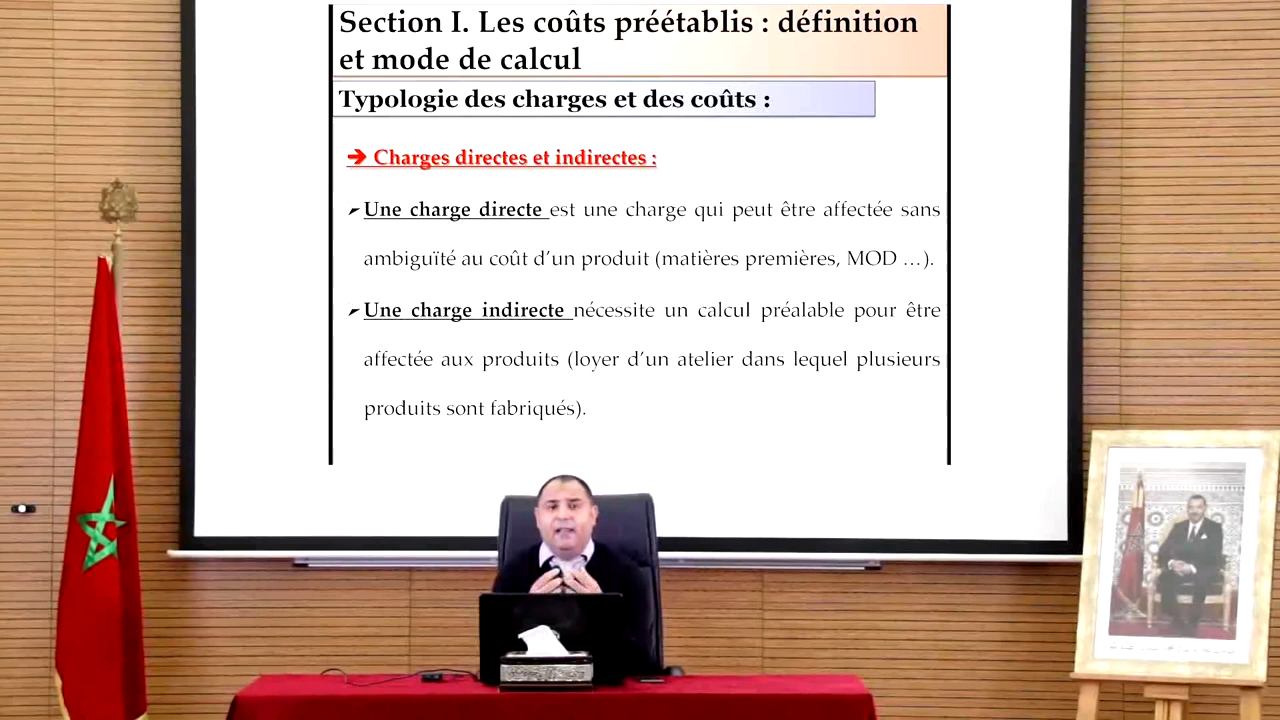 Section I. Les coûts préétablis : définition
et mode de calcul
Typologie des charges et des coûts :
➔ Charges directes et indirectes :
➢ Une charge directe est une charge qui peut être affectée sans
ambiguïté au coût d’un produit (matières premières, MOD …).
➢ Une charge indirecte nécessite un calcul préalable pour être
affectée aux produits (loyer d’un atelier dans lequel plusieurs
produits sont fabriqués).